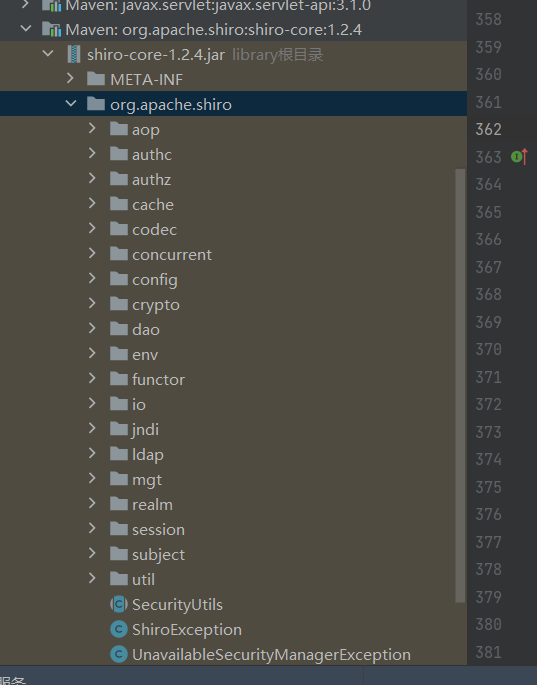 Maven: javax.servlet:javax.servlet-api:3.1.0
358
Maven: org.apache.shiro:shiro-core:1.2.4
359
shiro-core-1.2.4.jar library根目录
360
META-INF
361
org.apache.shiro
362
aop
363
authc
364
authz
365
cache
366
codec
367
concurrent
368
config
369
crypto
370
dao
371
env
372
functor
373
io
374
jndi
375
ldap
376
mgt
377
realm
378
session
379
subject
380
util
381
SecurityUtils
ShiroException
UnavailableSecurityManagerException
服务